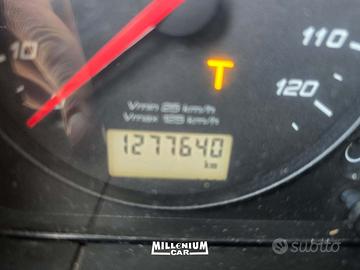 10
110
T
120
Vmin 25 km/h
Vmax 125 km/h
1277640
km
MILLENIUM
CAR
subito